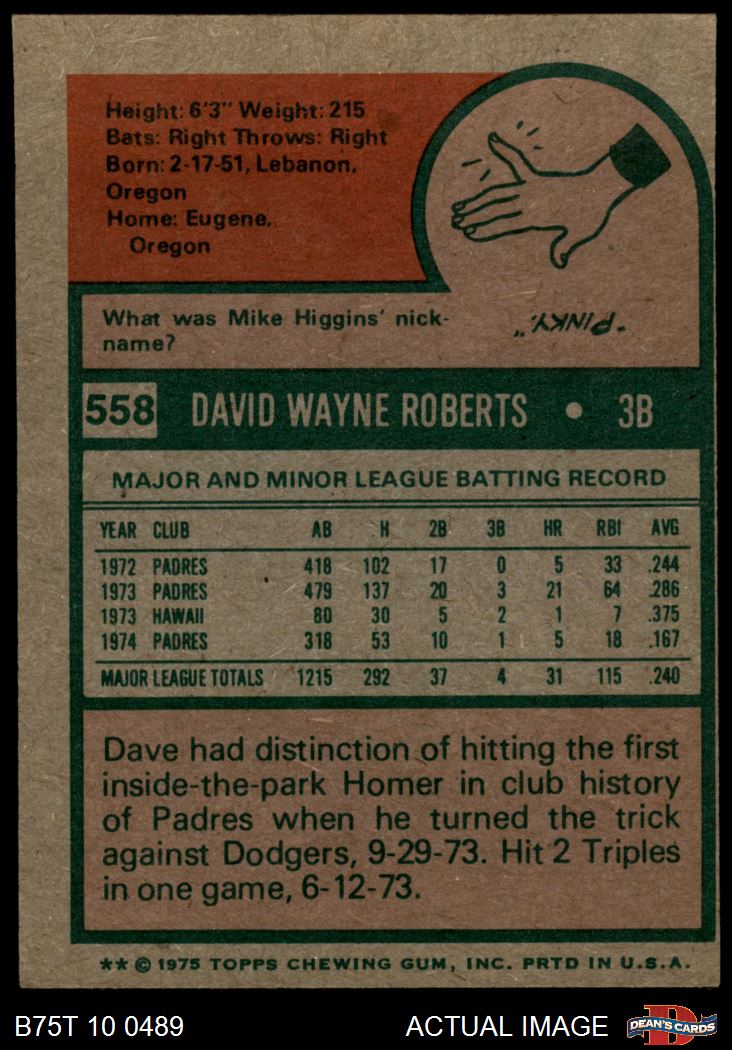 Height: 6'3" Weight: 215
Bats: Right Throws: Right
Born: 2-17-51, Lebanon,
Oregon
Home: Eugene,
Oregon
What was Mike Higgins' nick-
name?
"PINKY."
558 DAVID WAYNE ROBERTS • 3B
MAJOR AND MINOR LEAGUE BATTING RECORD
YEAR CLUB AB H 2B 3B HR RBI AVG
1972 PADRES 418 102 17 0 5 33 .244
1973 PADRES 479 137 20 3 21 64 .286
1973 HAWAII 80 30 5 2 1 7 .375
1974 PADRES 318 53 10 1 5 18 .167
MAJOR LEAGUE TOTALS 1215 292 37 4 31 115 .240
Dave had distinction of hitting the first
inside-the-park Homer in club history
of Padres when he turned the trick
against Dodgers, 9-29-73. Hit 2 Triples
in one game, 6-12-73.
** © 1975 TOPPS CHEWING GUM, INC. PRTD IN U.S.A.
B75T 10 0489 ACTUAL IMAGE DEAN'S CARDS